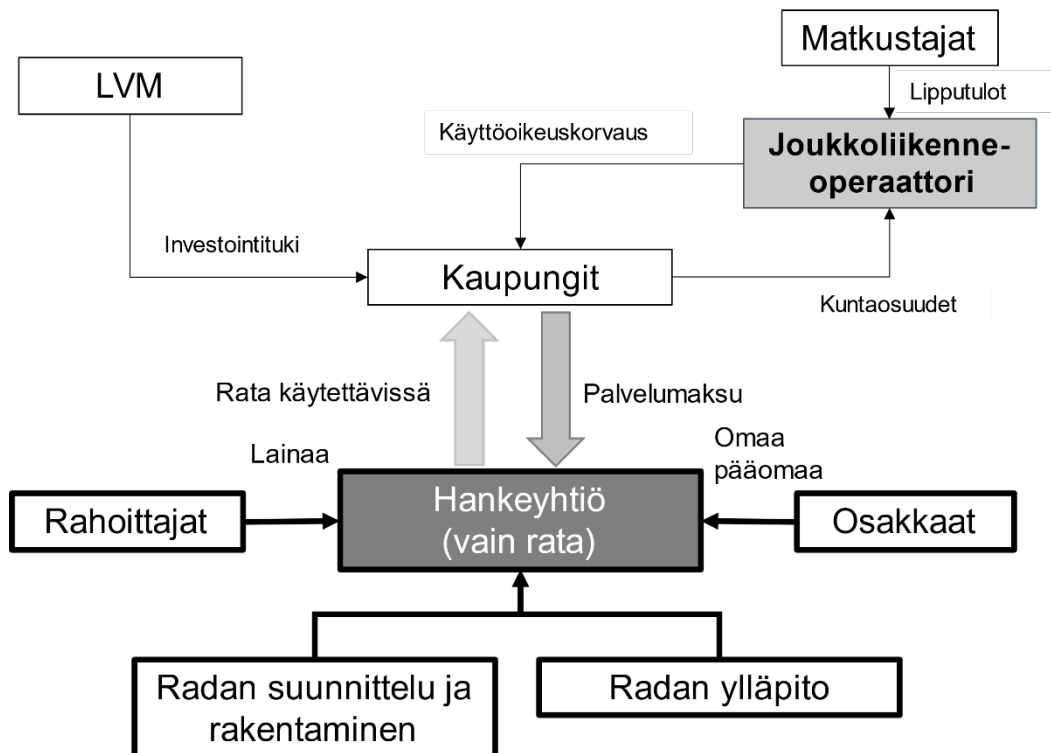 Matkustajat
LVM
Lipputulot
Käyttöoikeuskorvaus
Joukkoliikenne-
operaattori
Investointituki
Kaupungit
Kuntaosuudet
Rata käytettävissä
Palvelumaksu
Lainaa
Omaa
pääomaa
Rahoittajat
Hankeyhtiö
(vain rata)
Osakkaat
Radan suunnittelu ja
rakentaminen
Radan ylläpito